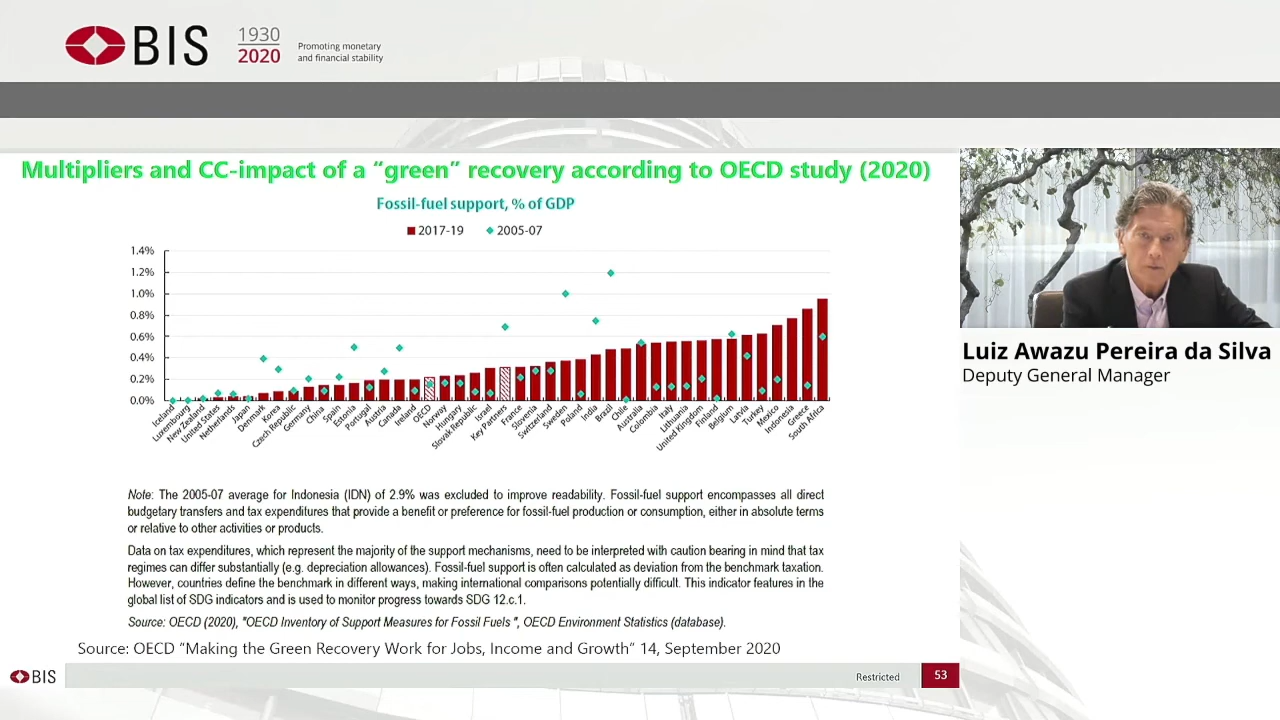 BIS
1930
2020
Promoting monetary
and financial stability
Multipliers and CC-impact of a “green” recovery according to OECD study (2020)
Fossil-fuel support, % of GDP
2017-19 2005-07
1.4%
1.2%
1.0%
0.8%
0.6%
0.4%
0.2%
0.0%
Iceland
Luxembourg
New Zealand
United States
Netherlands
Japan
Denmark
Korea
Czech Republic
Germany
China
Spain
Estonia
Portugal
Austria
Canada
Ireland
OECD
Norway
Hungary
Slovak Republic
Israel
Key Partners
France
Slovenia
Switzerland
Sweden
Poland
India
Brazil
Chile
Australia
Colombia
Italy
Lithuania
United Kingdom
Finland
Belgium
Latvia
Turkey
Mexico
Indonesia
Greece
South Africa
Note: The 2005-07 average for Indonesia (IDN) of 2.9% was excluded to improve readability. Fossil-fuel support encompasses all direct
budgetary transfers and tax expenditures that provide a benefit or preference for fossil-fuel production or consumption, either in absolute terms
or relative to other activities or products.
Data on tax expenditures, which represent the majority of the support mechanisms, need to be interpreted with caution bearing in mind that tax
regimes can differ substantially (e.g. depreciation allowances). Fossil-fuel support is often calculated as deviation from the benchmark taxation.
However, countries define the benchmark in different ways, making international comparisons potentially difficult. This indicator features in the
global list of SDG indicators and is used to monitor progress towards SDG 12.c.1.
Source: OECD (2020), "OECD Inventory of Support Measures for Fossil Fuels ", OECD Environment Statistics (database).
Source: OECD “Making the Green Recovery Work for Jobs, Income and Growth” 14, September 2020
BIS
Restricted
53
Luiz Awazu Pereira da Silva
Deputy General Manager